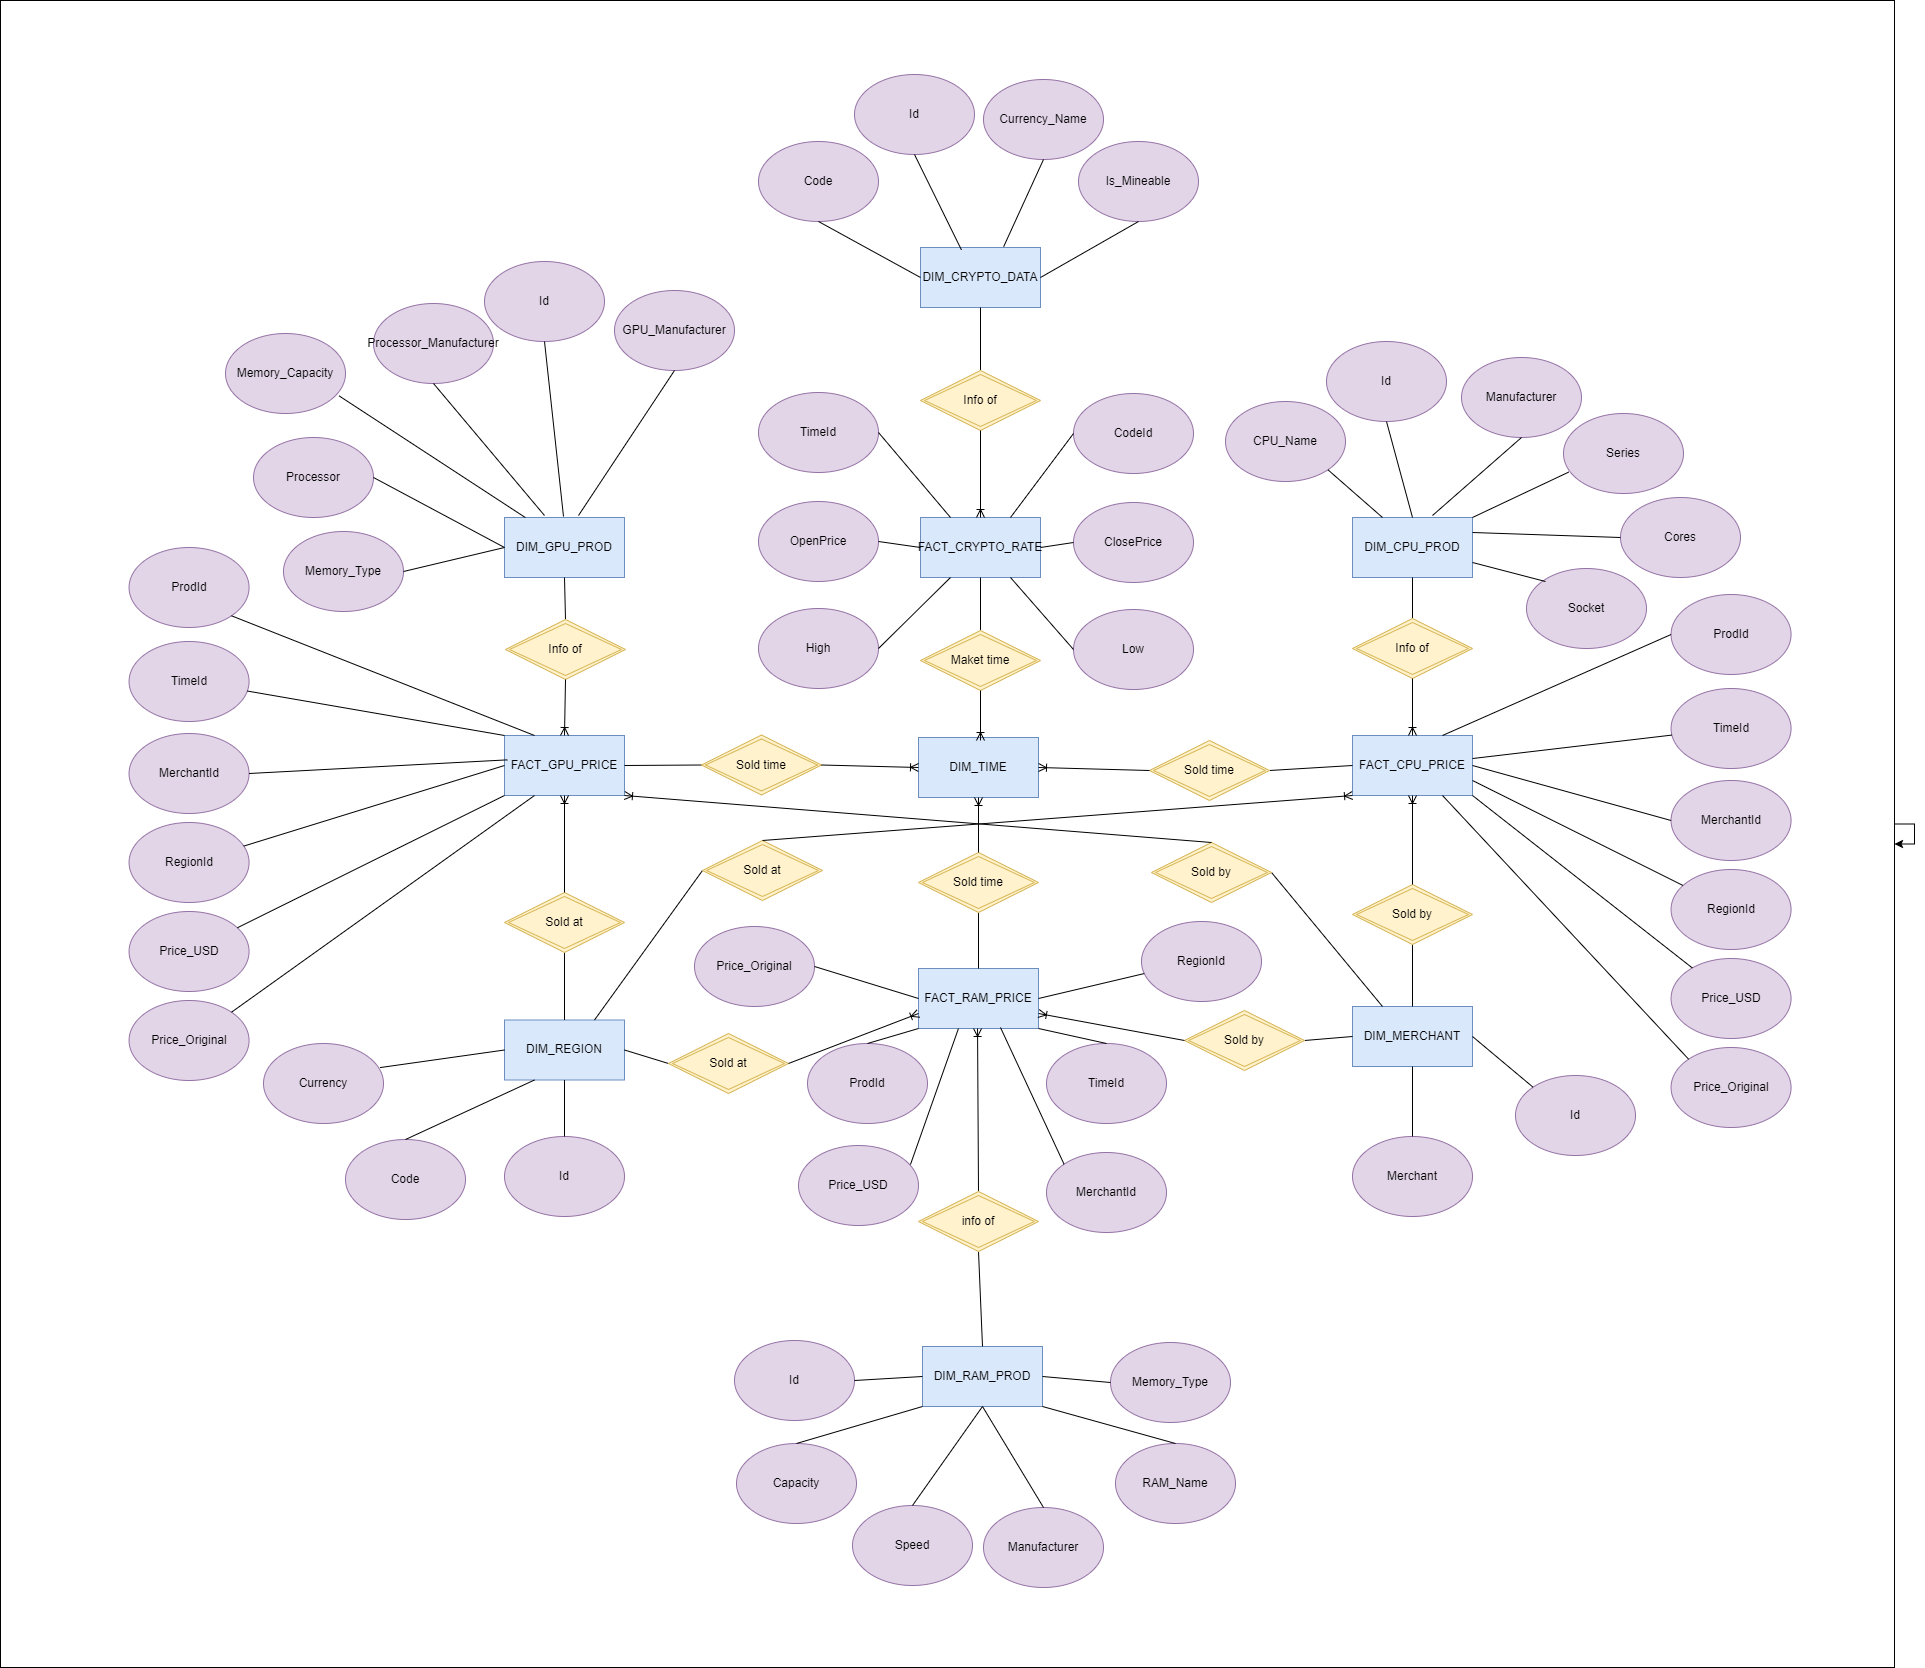 Id
Currency_Name
Code
Is_Mineable
DIM_CRYPTO_DATA
Id
GPU_Manufacturer
Processor_Manufacturer
Memory_Capacity
Processor
Memory_Type
DIM_GPU_PROD
Info of
TimeId
CodeId
OpenPrice
ClosePrice
FACT_CRYPTO_RATE
High
Low
Maket time
Id
Manufacturer
CPU_Name
Series
Cores
Socket
DIM_CPU_PROD
Info of
Info of
ProdId
TimeId
MerchantId
RegionId
Price_USD
Price_Original
FACT_GPU_PRICE
Sold time
DIM_TIME
Sold time
FACT_CPU_PRICE
ProdId
TimeId
MerchantId
RegionId
Price_USD
Price_Original
Sold at
Sold at
Sold time
Sold by
Sold by
Price_Original
RegionId
FACT_RAM_PRICE
DIM_REGION
Sold at
Sold by
DIM_MERCHANT
Currency
Code
Id
ProdId
TimeId
Price_USD
MerchantId
Id
Merchant
info of
DIM_RAM_PROD
Id
Memory_Type
Capacity
RAM_Name
Speed
Manufacturer